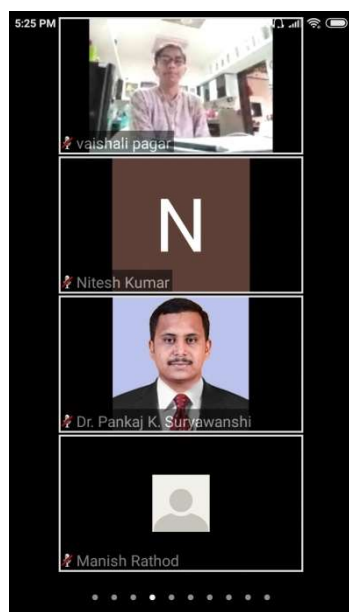 5:25 PM
vaishali pagar
N
Nitesh Kumar
Dr. Pankaj K. Suryawanshi
Manish Rathod